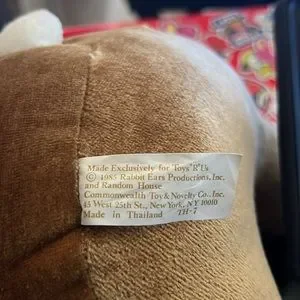 Made Exclusively for Toys"R"Us
© 1985 Rabbit Ears Productions, Inc.
and Random House
Commonwealth Toy & Novelty Co., Inc.
45 West 25th St., New York, NY 10010
Made in Thailand TH-7